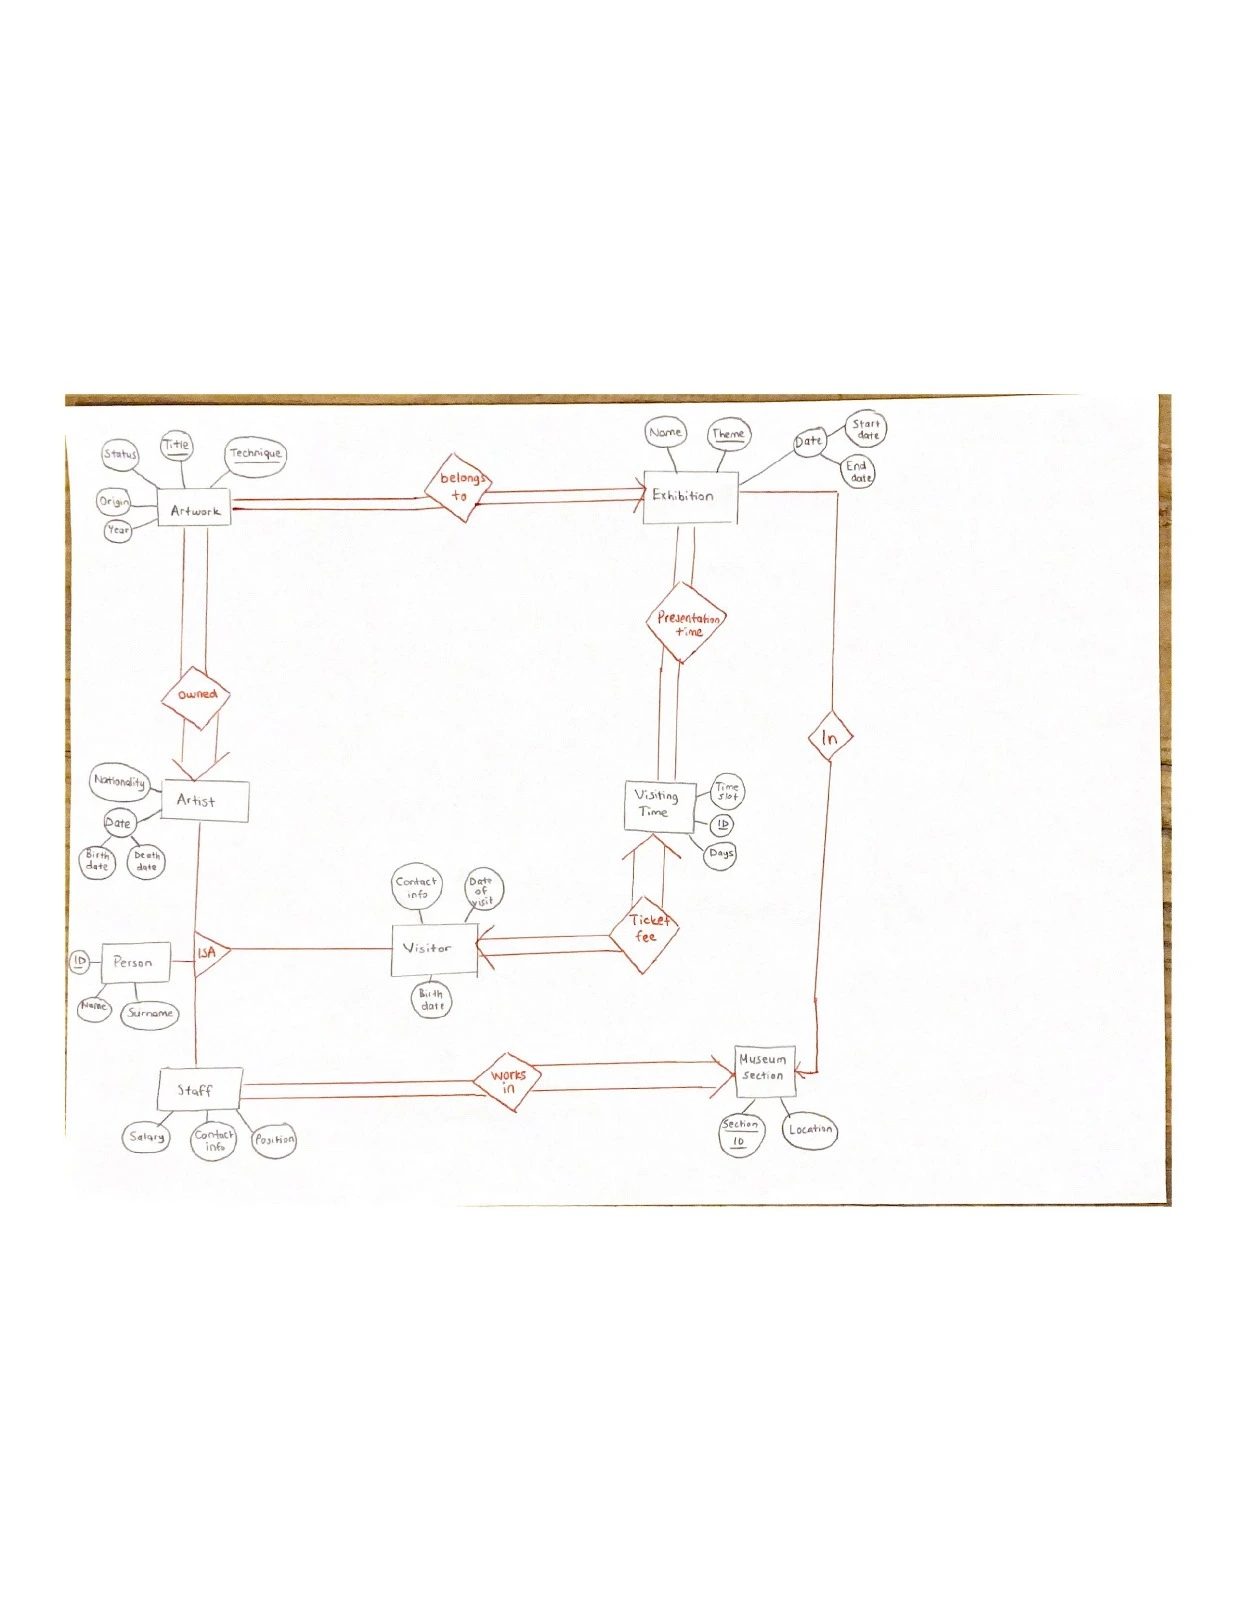 Status
Title
Technique
Origin
Year
Artwork
belongs
to
Name
Theme
Date
Start
date
End
date
Exhibition
Presentation
time
owned
In
Nationality
Artist
Date
Birth
date
Death
date
Visiting
Time
Time
slot
ID
Days
Contact
info
Date
of
visit
Visitor
Birth
date
Ticket
fee
ID
Person
Name
Surname
ISA
Staff
Salary
Contact
info
Position
works
in
Museum
section
Section
ID
Location